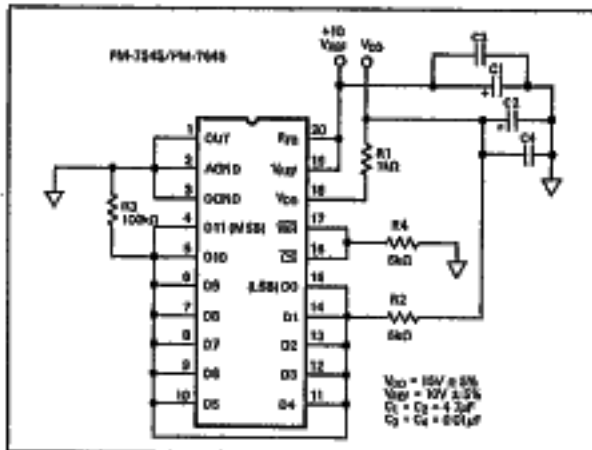 PM-7545/PM-7645
+10
VREF
VDD
C3
C1
+
C2
+
C4
R1
1kΩ
1 OUT
2 AGND
3 DGND
4 D11 (MSB)
5 D10
6 D9
7 D8
8 D7
9 D6
10 D5
RFB 20
VREF 19
VDD 18
WR 17
CS 16
(LSB) D0 15
D1 14
D2 13
D3 12
D4 11
R3
100kΩ
R4
5kΩ
R2
5kΩ
VDD = 15V ± 5%
VREF = 10V ± 5%
C1 = C2 = 4.7μF
C3 = C4 = 0.01μF